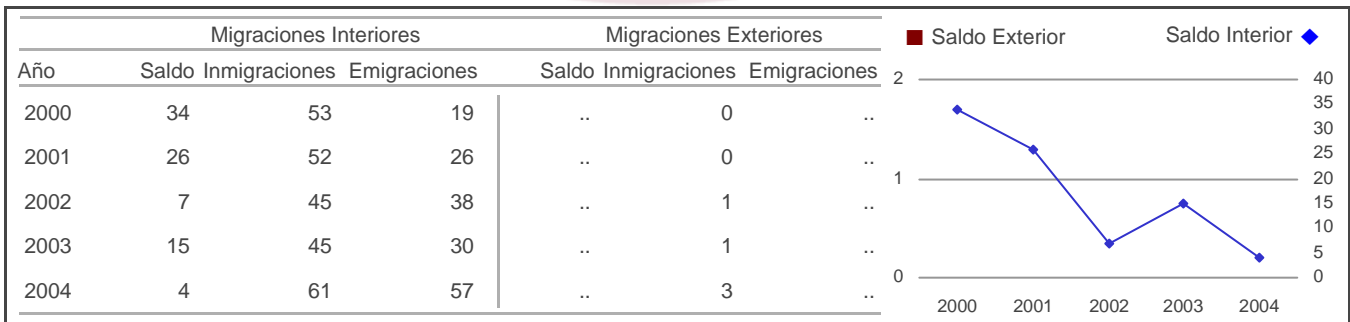 Migraciones Interiores Migraciones Exteriores
Año Saldo Inmigraciones Emigraciones Saldo Inmigraciones Emigraciones
2000 34 53 19 .. 0 ..
2001 26 52 26 .. 0 ..
2002 7 45 38 .. 1 ..
2003 15 45 30 .. 1 ..
2004 4 61 57 .. 3 ..
Saldo Exterior Saldo Interior
2 40
35
30
25
1 20
15
10
5
0 0
2000 2001 2002 2003 2004